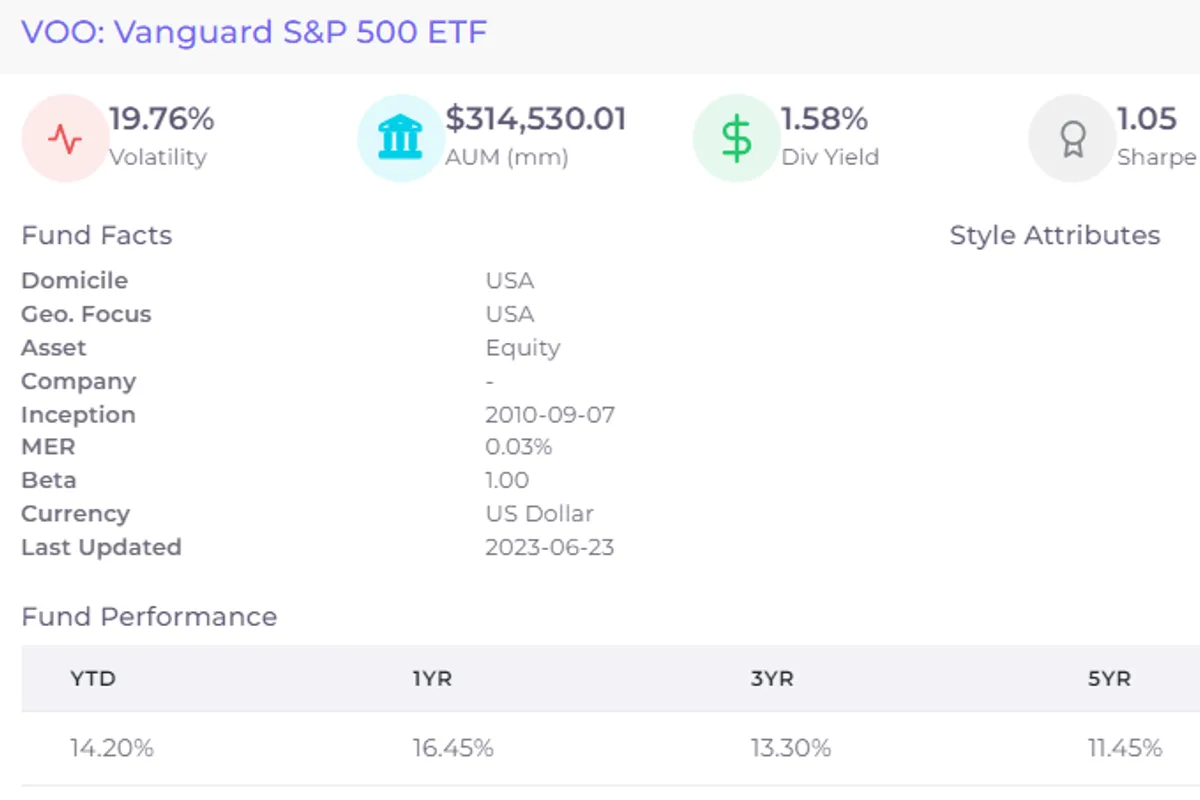 VOO: Vanguard S&P 500 ETF
19.76% $314,530.01 1.58% 1.05
Volatility AUM (mm) Div Yield Sharpe
Fund Facts Style Attributes
Domicile USA
Geo. Focus USA
Asset Equity
Company -
Inception 2010-09-07
MER 0.03%
Beta 1.00
Currency US Dollar
Last Updated 2023-06-23
Fund Performance
YTD 1YR 3YR 5YR
14.20% 16.45% 13.30% 11.45%